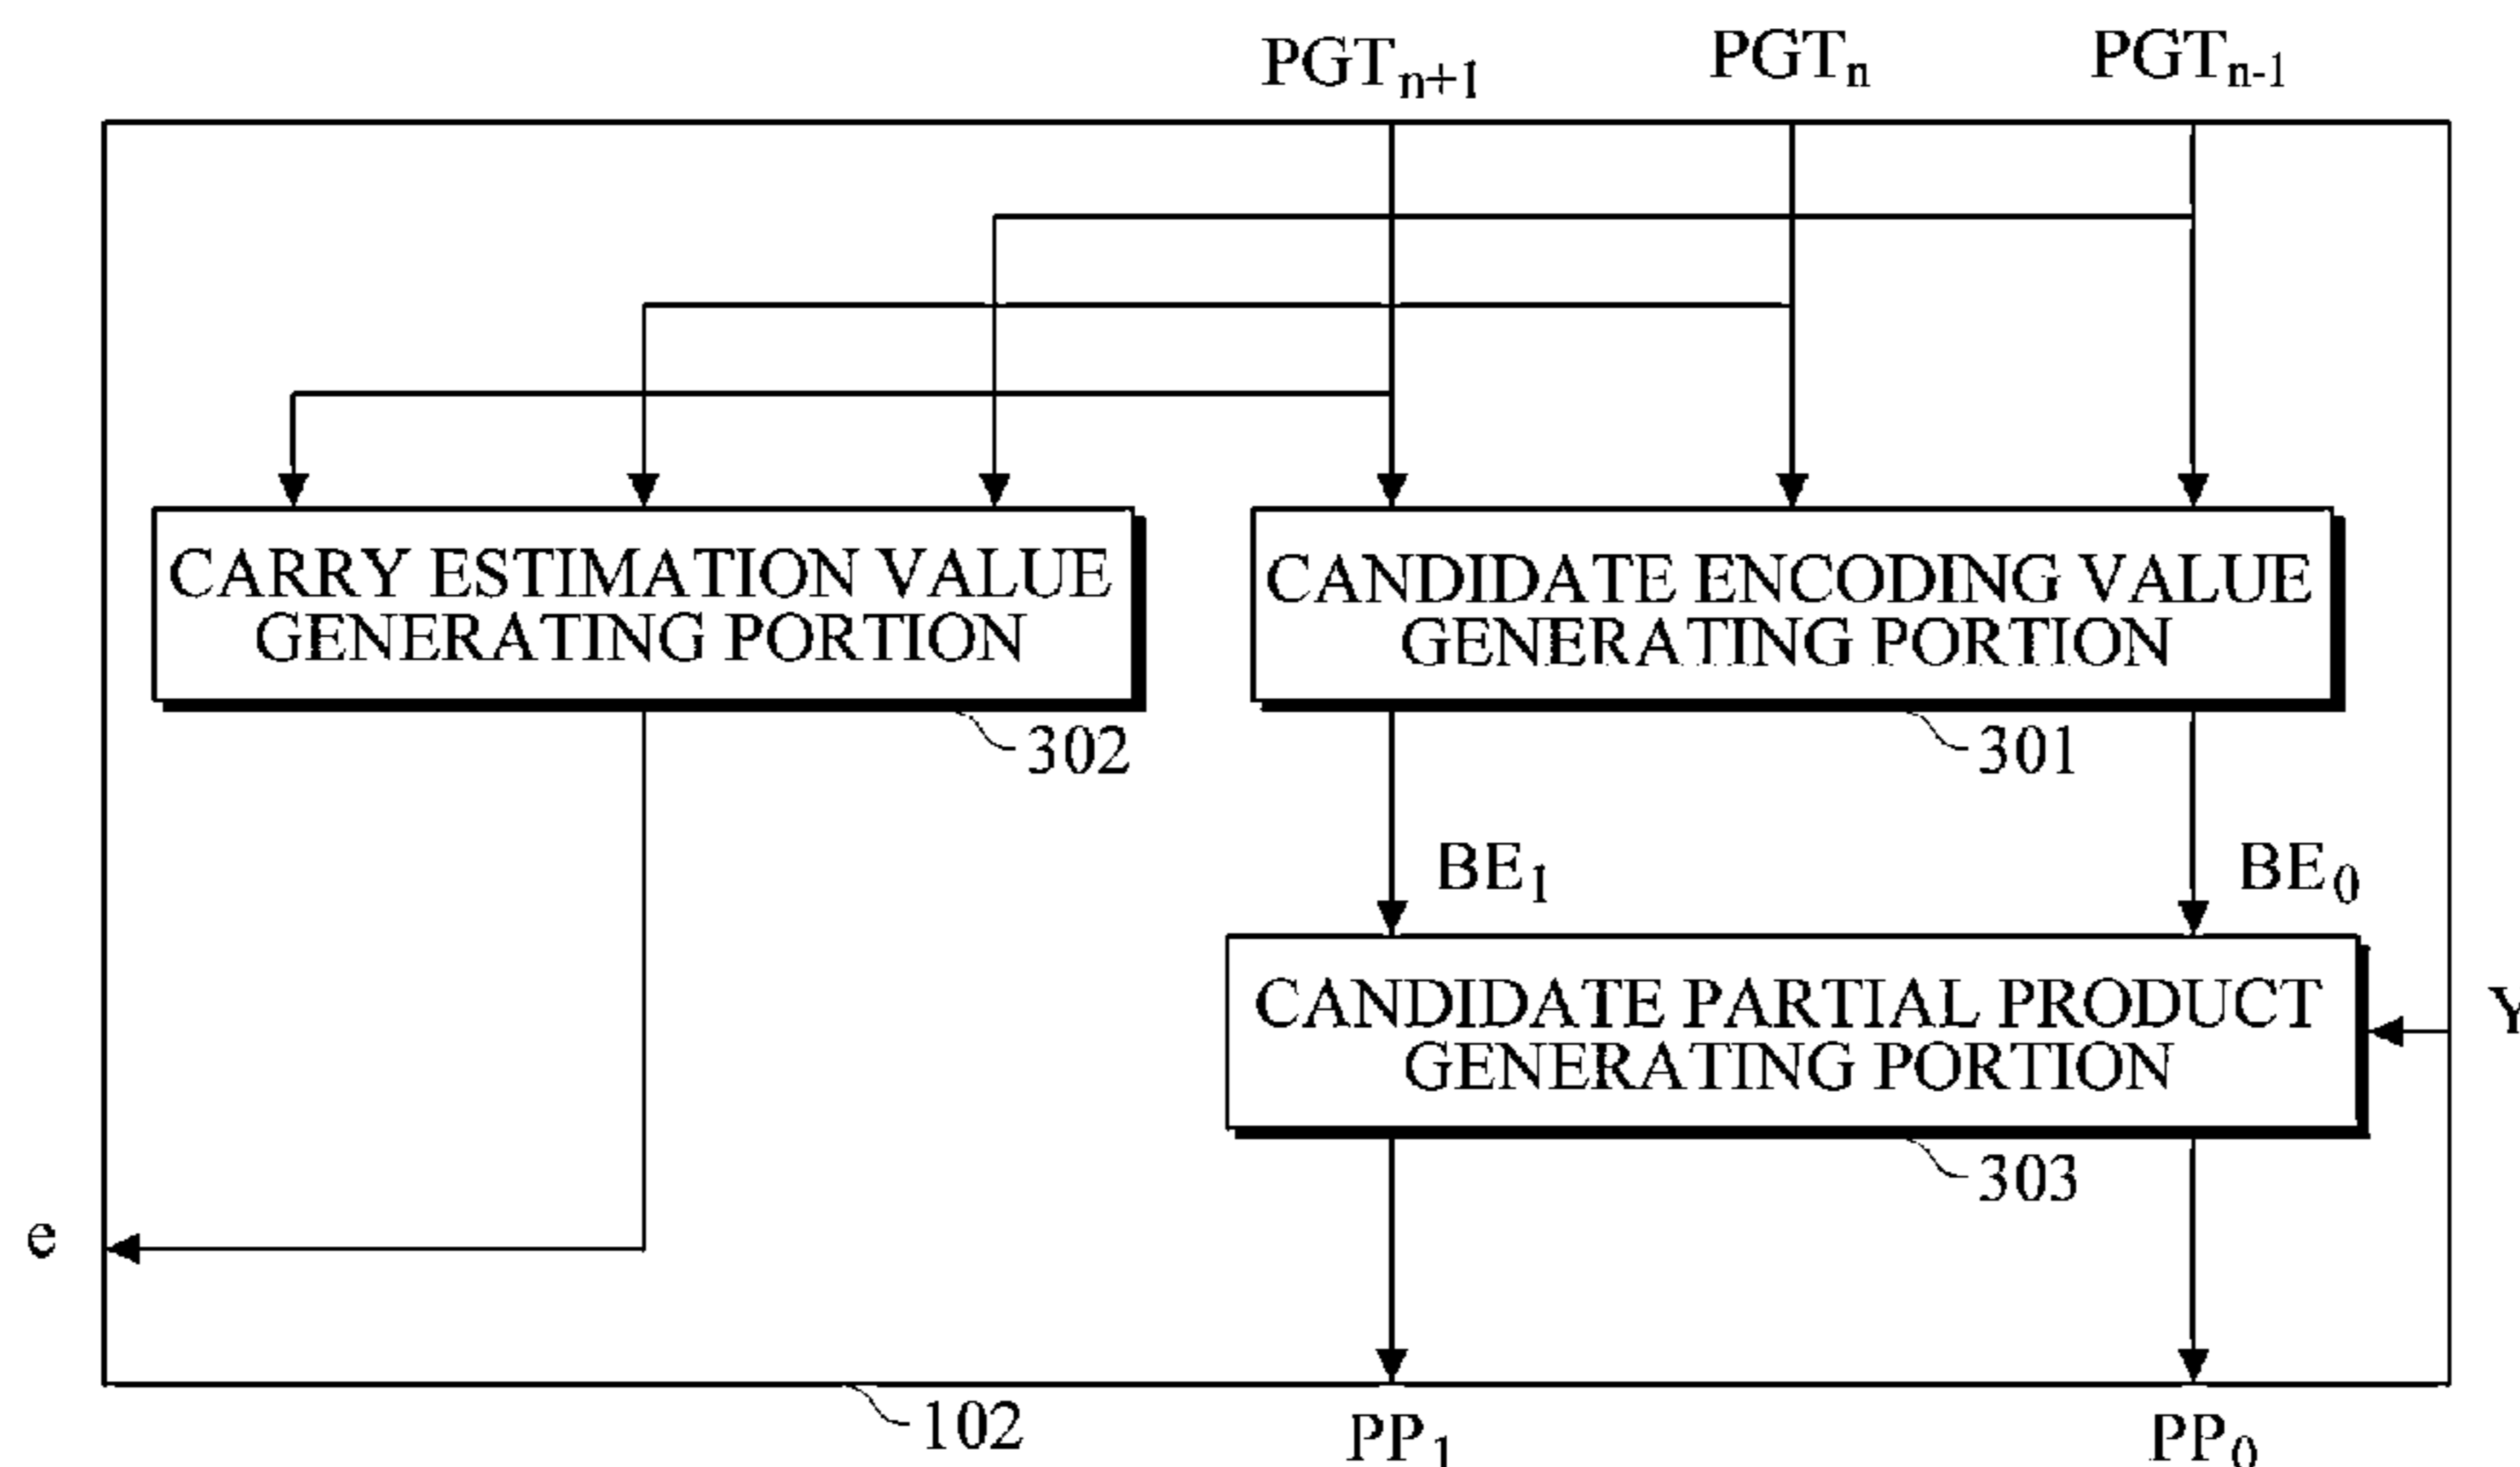 PGTn+1 PGTn PGTn-1
CARRY ESTIMATION VALUE
GENERATING PORTION
CANDIDATE ENCODING VALUE
GENERATING PORTION
302
301
BE1 BE0
CANDIDATE PARTIAL PRODUCT
GENERATING PORTION
Y
303
e
102
PP1 PP0